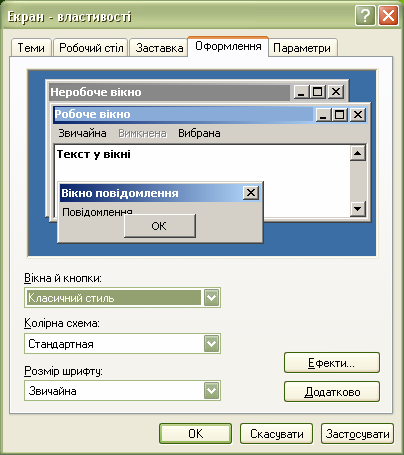 Екран - властивості
Теми Робочий стіл Заставка Оформлення Параметри
Неробоче вікно
Робоче вікно
Звичайна Вимкнена Вибрана
Текст у вікні
Вікно повідомлення
Повідомлення
OK
Вікна й кнопки:
Класичний стиль
Колірна схема:
Стандартная
Розмір шрифту:
Звичайна
Ефекти...
Додатково
OK Скасувати Застосувати